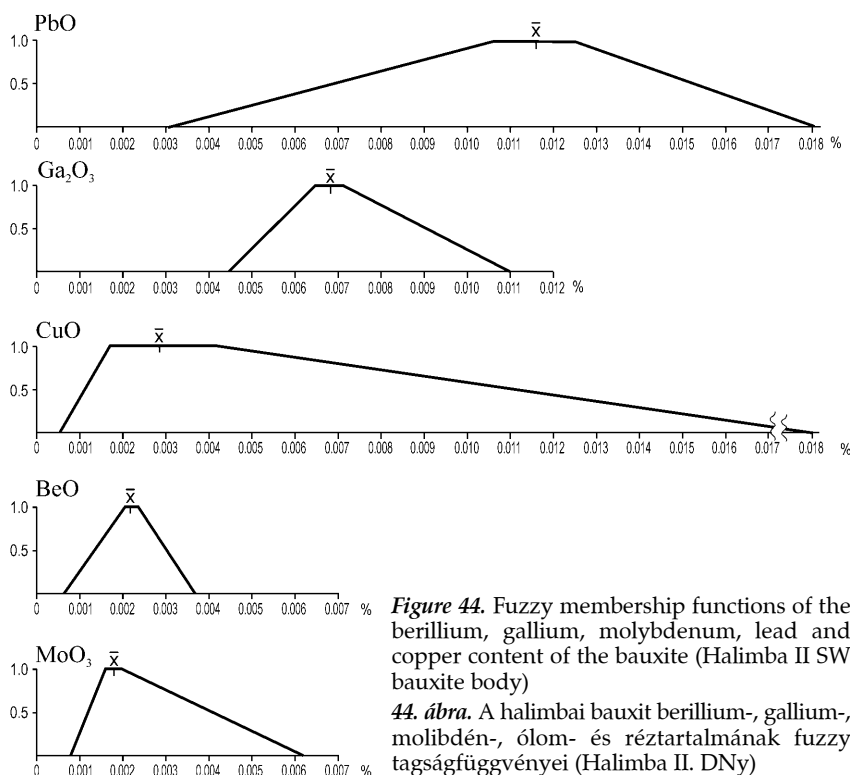 PbO
x̄
1.0
0.5
0 0.001 0.002 0.003 0.004 0.005 0.006 0.007 0.008 0.009 0.010 0.011 0.012 0.013 0.014 0.015 0.016 0.017 0.018 %
Ga₂O₃
x̄
1.0
0.5
0 0.001 0.002 0.003 0.004 0.005 0.006 0.007 0.008 0.009 0.010 0.011 0.012 %
CuO
x̄
1.0
0.5
0 0.001 0.002 0.003 0.004 0.005 0.006 0.007 0.008 0.009 0.010 0.011 0.012 0.013 0.014 0.015 0.016 0.017 0.018 %
BeO
x̄
1.0
0.5
0 0.001 0.002 0.003 0.004 0.005 0.006 0.007 %
MoO₃
x̄
1.0
0.5
0 0.001 0.002 0.003 0.004 0.005 0.006 0.007 %
Figure 44. Fuzzy membership functions of the
berillium, gallium, molybdenum, lead and
copper content of the bauxite (Halimba II SW
bauxite body)
44. ábra. A halimbai bauxit berillium-, gallium-,
molibdén-, ólom- és réztartalmának fuzzy
tagságfüggvényei (Halimba II. DNy)